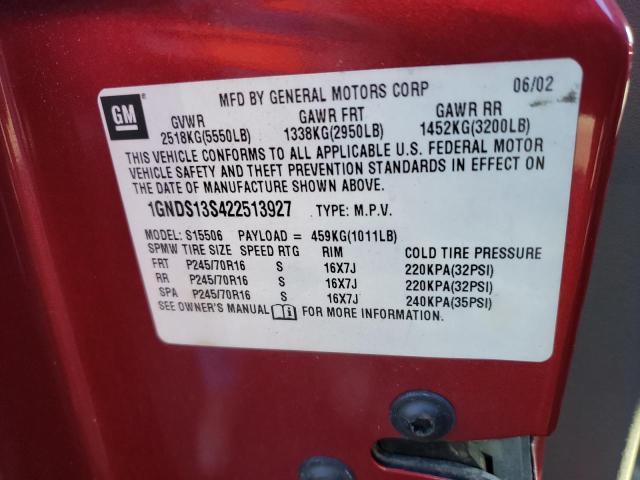 MFD BY GENERAL MOTORS CORP 06/02
GM
GVWR GAWR FRT GAWR RR
2518KG(5550LB) 1338KG(2950LB) 1452KG(3200LB)
THIS VEHICLE CONFORMS TO ALL APPLICABLE U.S. FEDERAL MOTOR
VEHICLE SAFETY AND THEFT PREVENTION STANDARDS IN EFFECT ON
THE DATE OF MANUFACTURE SHOWN ABOVE.
1GNDS13S422513927 TYPE: M.P.V.
MODEL: S15506 PAYLOAD = 459KG(1011LB)
SPMW TIRE SIZE SPEED RTG RIM COLD TIRE PRESSURE
FRT P245/70R16 S 16X7J 220KPA(32PSI)
RR P245/70R16 S 16X7J 220KPA(32PSI)
SPA P245/70R16 S 16X7J 240KPA(35PSI)
SEE OWNER'S MANUAL FOR MORE INFORMATION.